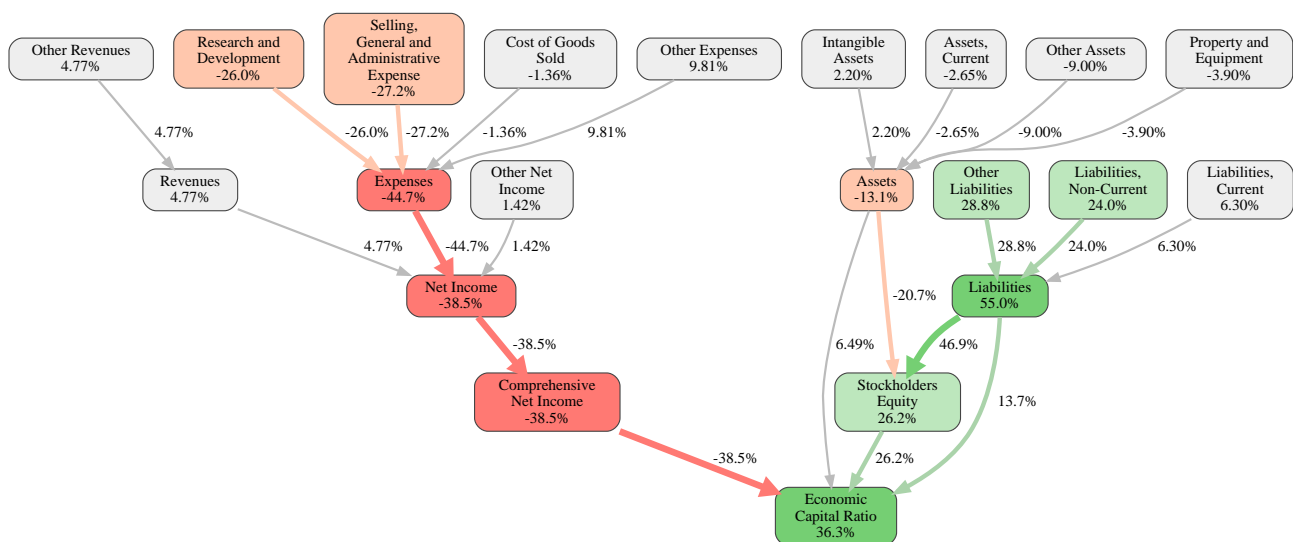 Other Revenues
4.77%
Research and
Development
-26.0%
Selling,
General and
Administrative
Expense
-27.2%
Cost of Goods
Sold
-1.36%
Other Expenses
9.81%
Intangible
Assets
2.20%
Assets,
Current
-2.65%
Other Assets
-9.00%
Property and
Equipment
-3.90%
4.77%
-26.0%
-27.2%
-1.36%
9.81%
2.20%
-2.65%
-9.00%
-3.90%
Revenues
4.77%
Expenses
-44.7%
Other Net
Income
1.42%
Assets
-13.1%
Other
Liabilities
28.8%
Liabilities,
Non-Current
24.0%
Liabilities,
Current
6.30%
4.77%
-44.7%
1.42%
28.8%
24.0%
6.30%
Net Income
-38.5%
-20.7%
Liabilities
55.0%
-38.5%
6.49%
46.9%
Comprehensive
Net Income
-38.5%
Stockholders
Equity
26.2%
13.7%
-38.5%
26.2%
Economic
Capital Ratio
36.3%